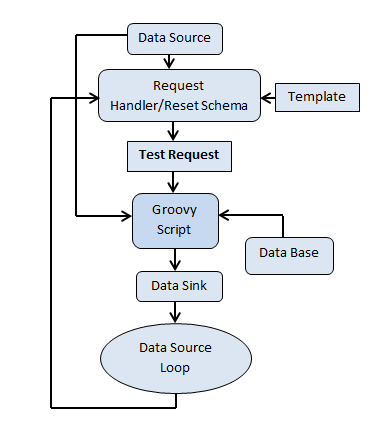 Data Source
Request
Handler/Reset Schema
Template
Test Request
Groovy
Script
Data Base
Data Sink
Data Source
Loop